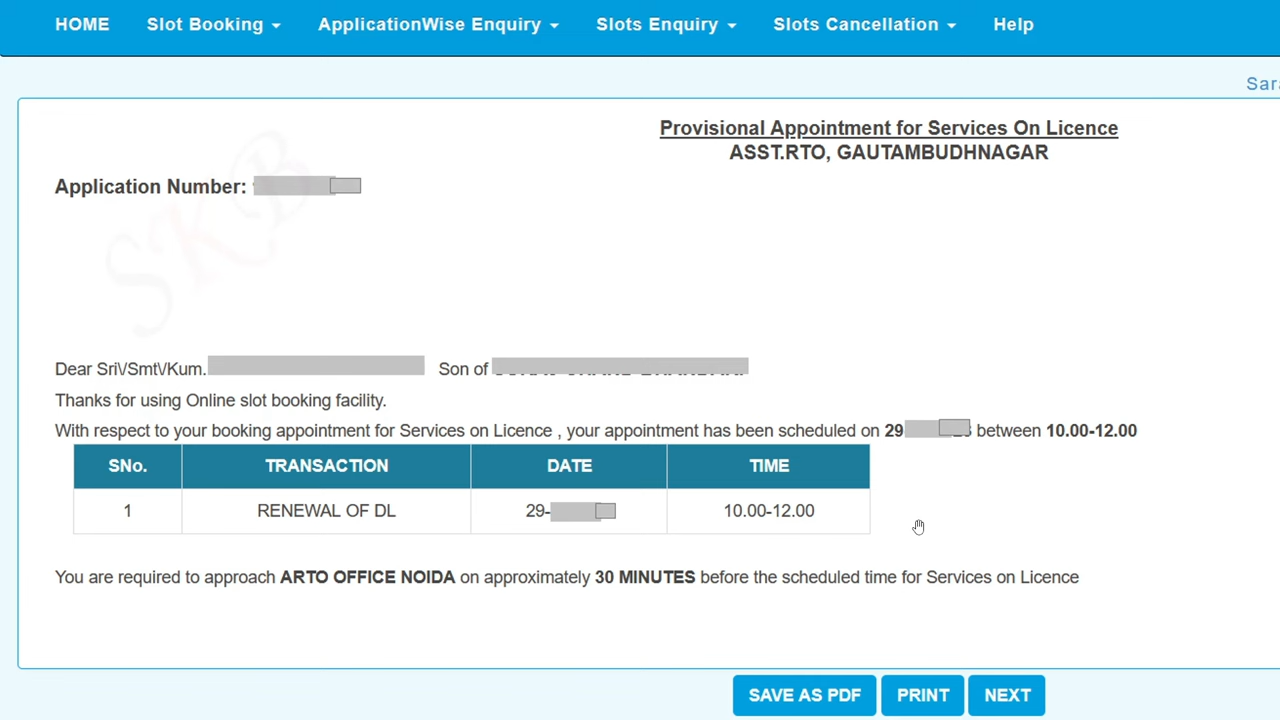 HOME Slot Booking ApplicationWise Enquiry Slots Enquiry Slots Cancellation Help
Provisional Appointment for Services On Licence
ASST.RTO, GAUTAMBUDHNAGAR
Application Number:
SKB
Dear Sri\/Smt\/Kum. Son of
Thanks for using Online slot booking facility.
With respect to your booking appointment for Services on Licence , your appointment has been scheduled on 29 between 10.00-12.00
SNo. TRANSACTION DATE TIME
1 RENEWAL OF DL 29- 10.00-12.00
You are required to approach ARTO OFFICE NOIDA on approximately 30 MINUTES before the scheduled time for Services on Licence
SAVE AS PDF PRINT NEXT